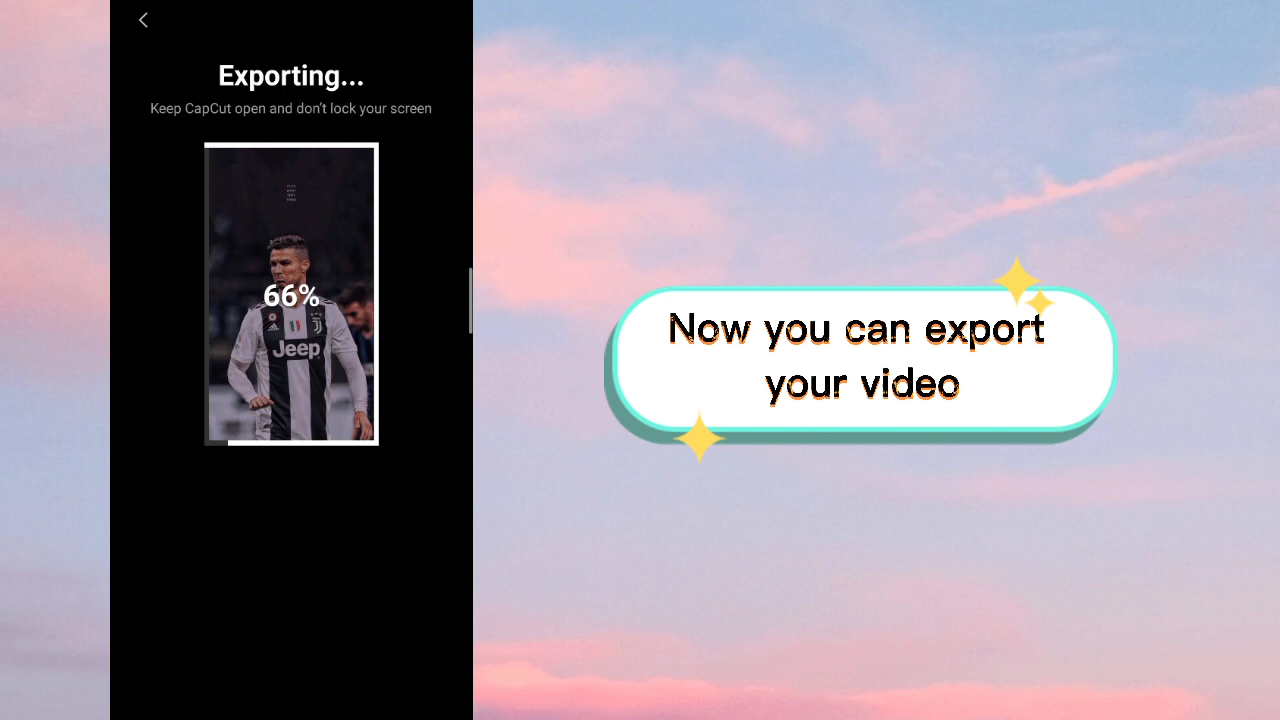 Exporting...
Keep CapCut open and don't lock your screen
66%
Jeep
Now you can export
your video